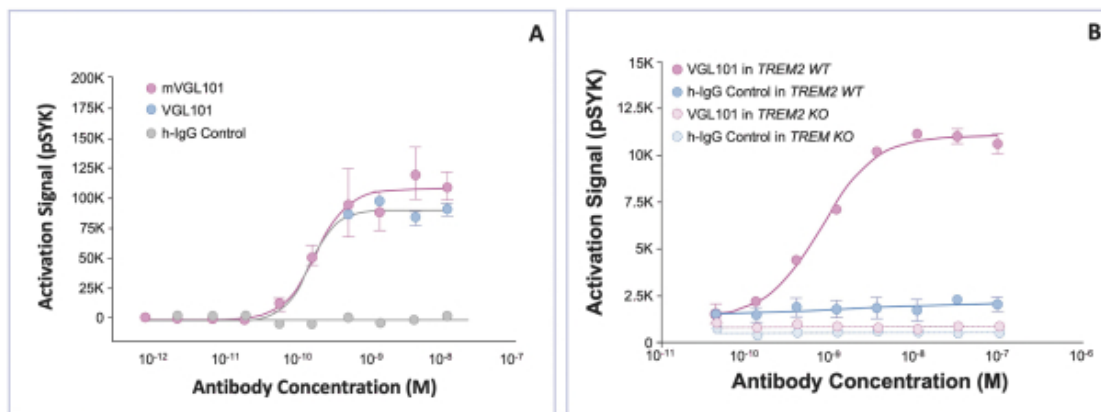 A
200K
175K
150K
125K
100K
75K
50K
25K
0
Activation Signal (pSYK)
mVGL101
VGL101
h-IgG Control
10-12
10-11
10-10
10-9
10-8
10-7
Antibody Concentration (M)
B
15K
12.5K
10K
7.5K
5K
2.5K
0
Activation Signal (pSYK)
VGL101 in TREM2 WT
h-IgG Control in TREM2 WT
VGL101 in TREM2 KO
h-IgG Control in TREM KO
10-11
10-10
10-9
10-8
10-7
10-6
Antibody Concentration (M)